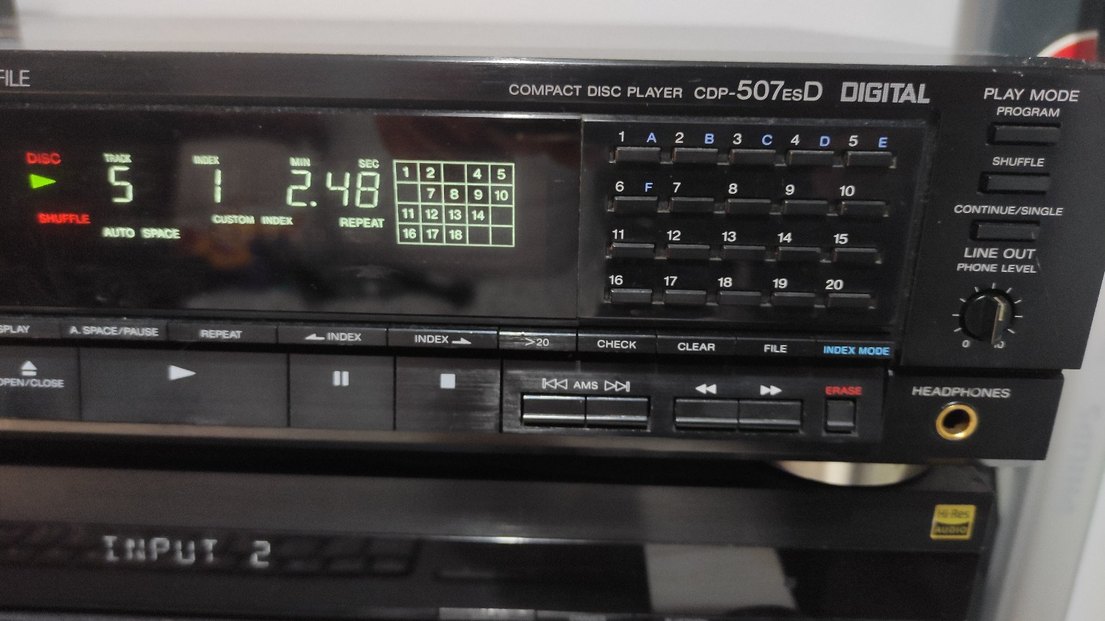 FILE
COMPACT DISC PLAYER CDP-507ESD DIGITAL
PLAY MODE
PROGRAM
SHUFFLE
CONTINUE/SINGLE
LINE OUT
PHONE LEVEL
0 10
DISC TRACK INDEX MIN SEC
5 1 2.48
SHUFFLE AUTO SPACE CUSTOM INDEX REPEAT
1 2 4 5
7 8 9 10
11 12 13 14
16 17 18
1 A 2 B 3 C 4 D 5 E
6 F 7 8 9 10
11 12 13 14 15
16 17 18 19 20
SPLAY A.SPACE/PAUSE REPEAT INDEX INDEX >20 CHECK CLEAR FILE INDEX MODE
OPEN/CLOSE AMS ERASE
HEADPHONES
INPUT 2
Hi-Res
AUDIO